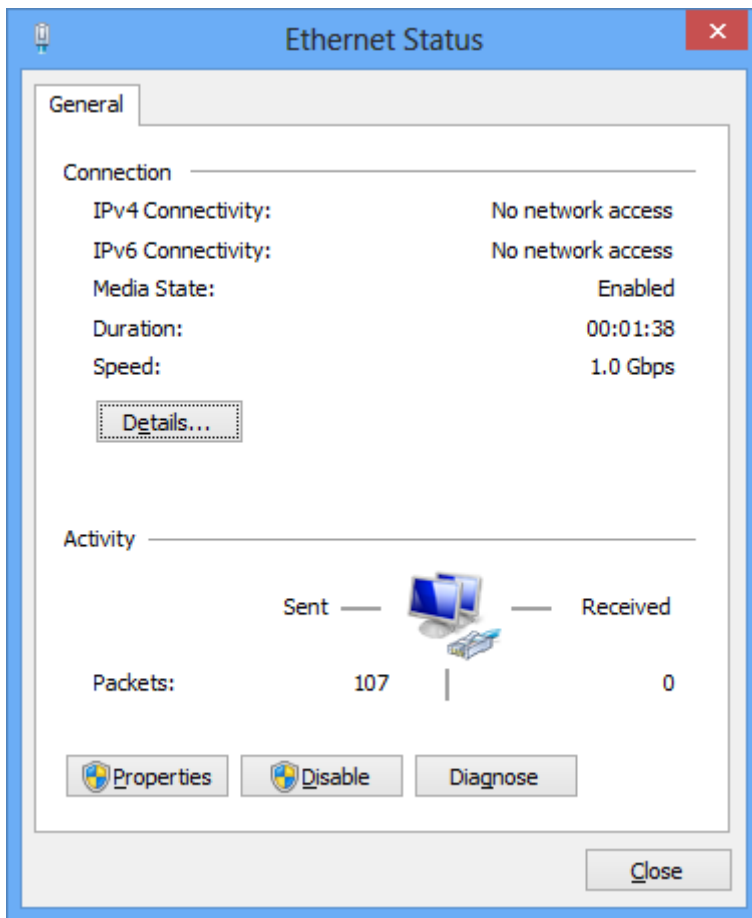 Ethernet Status
General
Connection
IPv4 Connectivity: No network access
IPv6 Connectivity: No network access
Media State: Enabled
Duration: 00:01:38
Speed: 1.0 Gbps
Details...
Activity
Sent Received
Packets: 107 0
Properties Disable Diagnose
Close